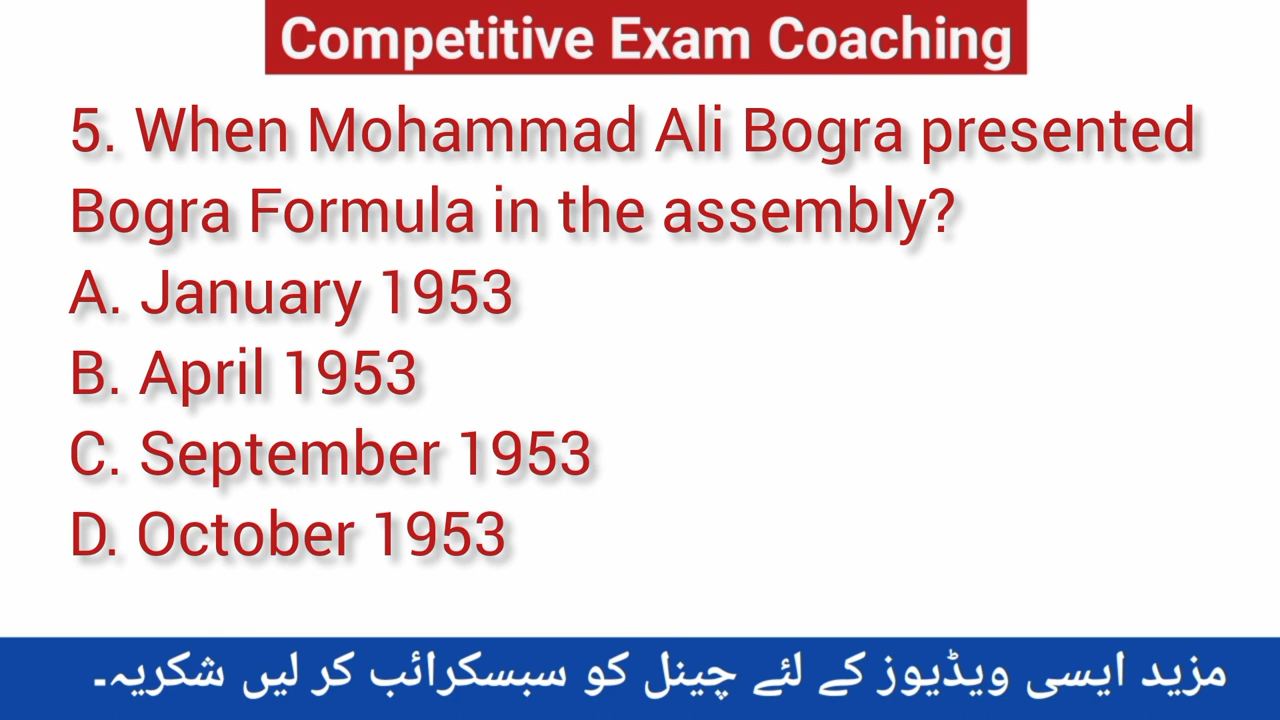 Competitive Exam Coaching
5. When Mohammad Ali Bogra presented
Bogra Formula in the assembly?
A. January 1953
B. April 1953
C. September 1953
D. October 1953
مزید ایسی ویڈیوز کے لئے چینل کو سبسکرائب کر لیں شکریہ۔